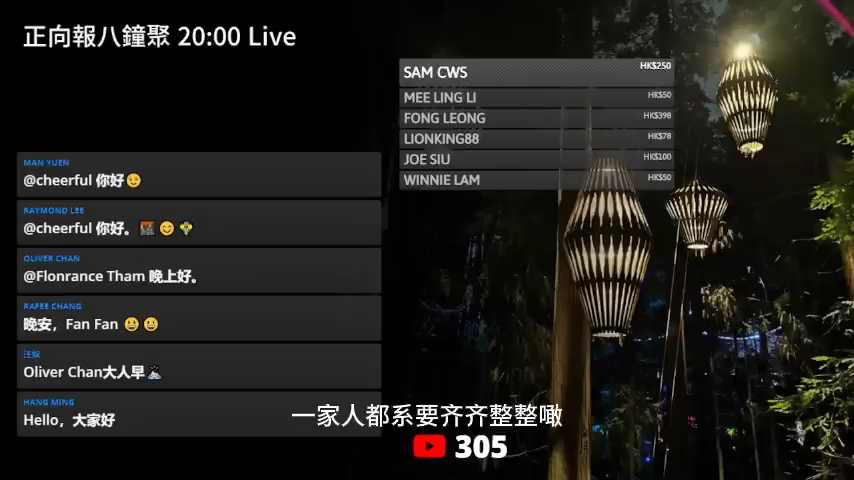 正向報八鐘聚 20:00 Live
SAM CWS HK$250
MEE LING LI HK$50
FONG LEONG HK$398
LIONKING88 HK$78
JOE SIU HK$100
WINNIE LAM HK$50
MAN YUEN
@cheerful 你好😉
RAYMOND LEE
@cheerful 你好。
OLIVER CHAN
@Flonrance Tham 晚上好。
RAFEE CHANG
晚安，Fan Fan 😀 😀
汪奴
Oliver Chan大人早
HANG MING
Hello，大家好
一家人都系要齐齐整整噉
305